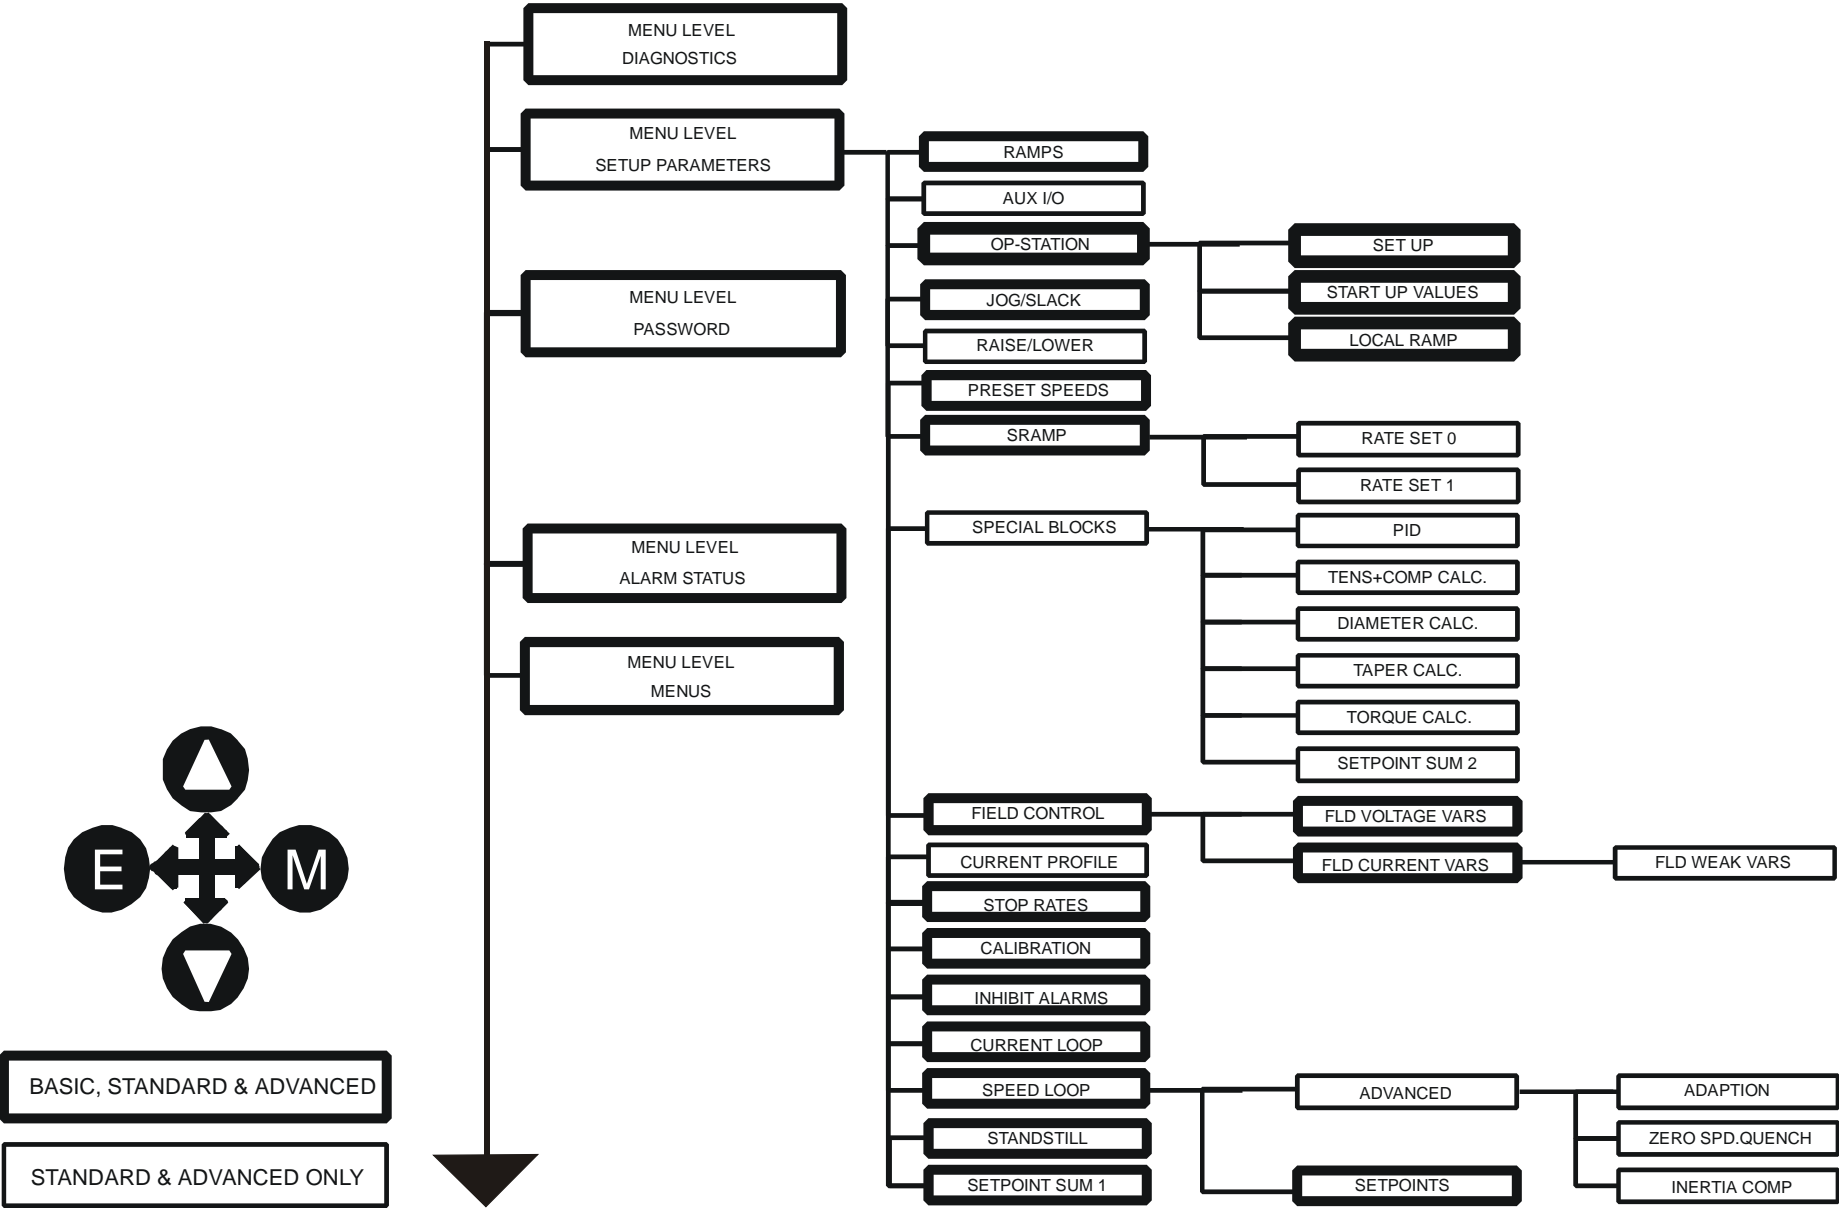 MENU LEVEL
DIAGNOSTICS
MENU LEVEL
SETUP PARAMETERS
MENU LEVEL
PASSWORD
MENU LEVEL
ALARM STATUS
MENU LEVEL
MENUS
RAMPS
AUX I/O
OP-STATION
JOG/SLACK
RAISE/LOWER
PRESET SPEEDS
SRAMP
SPECIAL BLOCKS
FIELD CONTROL
CURRENT PROFILE
STOP RATES
CALIBRATION
INHIBIT ALARMS
CURRENT LOOP
SPEED LOOP
STANDSTILL
SETPOINT SUM 1
SET UP
START UP VALUES
LOCAL RAMP
RATE SET 0
RATE SET 1
PID
TENS+COMP CALC.
DIAMETER CALC.
TAPER CALC.
TORQUE CALC.
SETPOINT SUM 2
FLD VOLTAGE VARS
FLD CURRENT VARS
FLD WEAK VARS
ADVANCED
SETPOINTS
ADAPTION
ZERO SPD.QUENCH
INERTIA COMP
E
M
BASIC, STANDARD & ADVANCED
STANDARD & ADVANCED ONLY